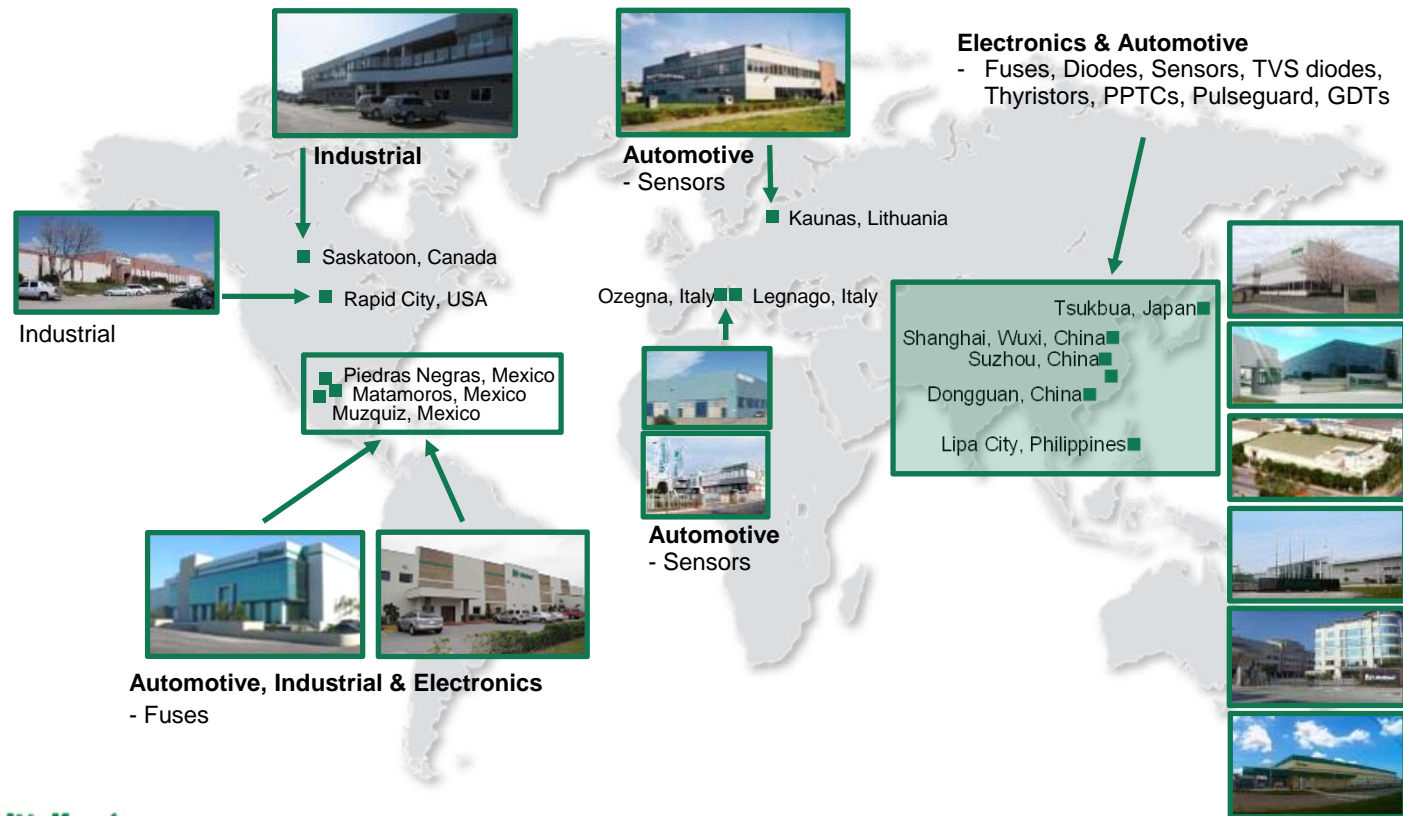 Electronics & Automotive
- Fuses, Diodes, Sensors, TVS diodes,
Thyristors, PPTCs, Pulseguard, GDTs
Industrial
Automotive
- Sensors
Kaunas, Lithuania
Saskatoon, Canada
Rapid City, USA
Industrial
Ozegna, Italy
Legnago, Italy
Tsukbua, Japan
Shanghai, Wuxi, China
Suzhou, China
Dongguan, China
Lipa City, Philippines
Piedras Negras, Mexico
Matamoros, Mexico
Muzquiz, Mexico
Automotive
- Sensors
Automotive, Industrial & Electronics
- Fuses